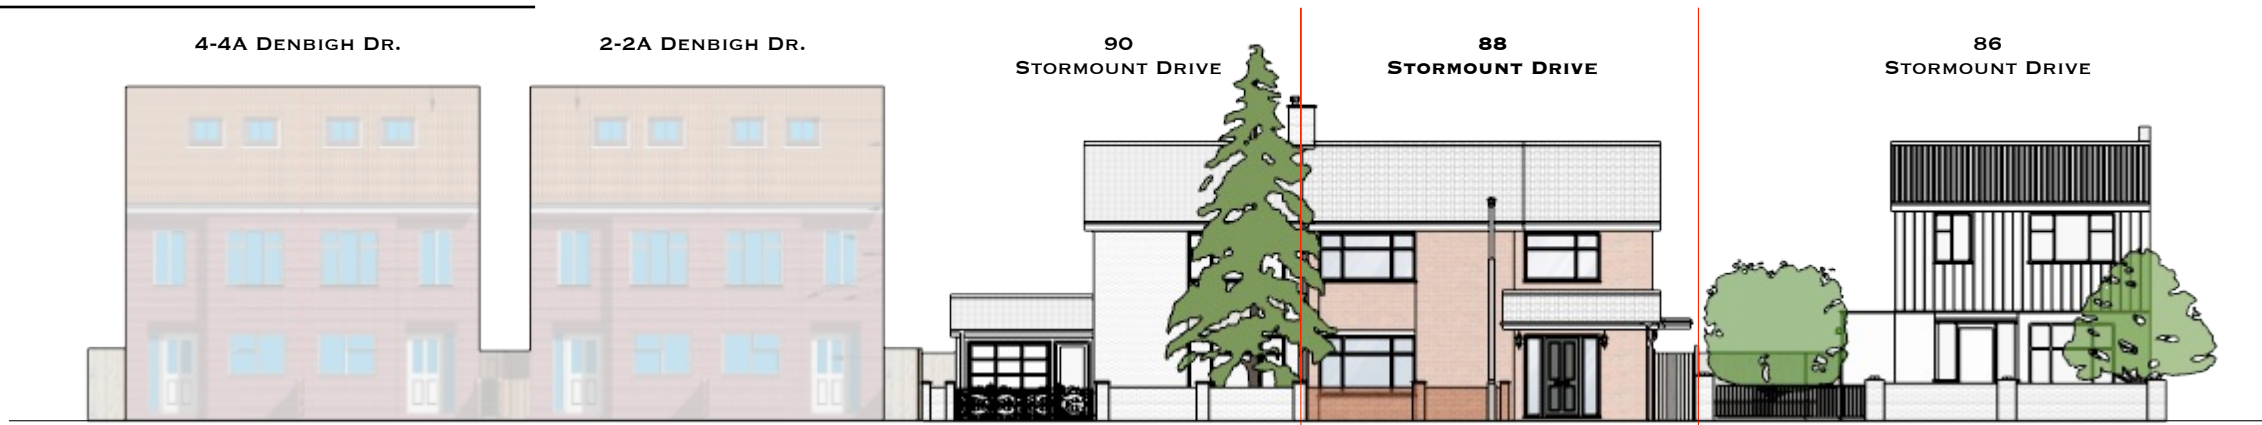 4-4A Denbigh Dr.
2-2A Denbigh Dr.
90
Stormount Drive
88
Stormount Drive
86
Stormount Drive